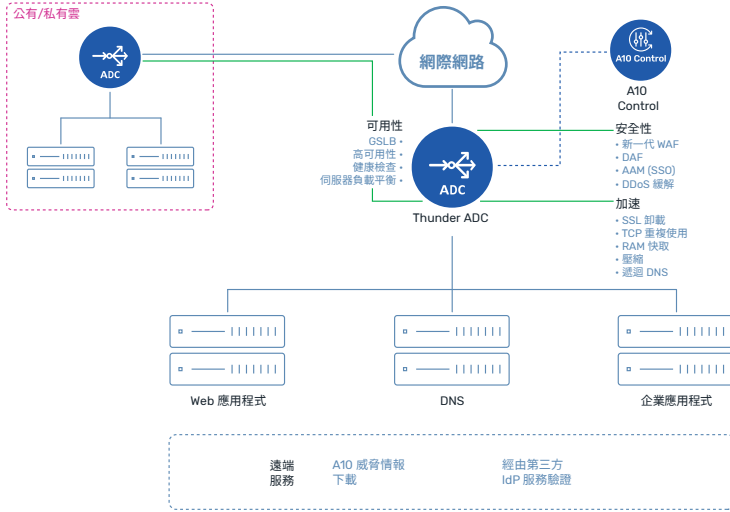 公有/私有雲
ADC
網際網路
A10 Control
A10
Control
可用性
GSLB •
高可用性 •
健康檢查 •
伺服器負載平衡 •
ADC
Thunder ADC
安全性
• 新一代 WAF
• DAF
• AAM (SSO)
• DDoS 緩解
加速
• SSL 卸載
• TCP 重複使用
• RAM 快取
• 壓縮
• 遞迴 DNS
Web 應用程式
DNS
企業應用程式
遠端
服務
A10 威脅情報
下載
經由第三方
IdP 服務驗證